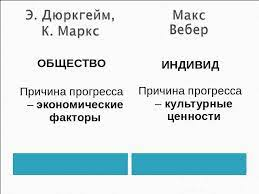 Э. Дюркгейм,
К. Маркс
Макс
Вебер
ОБЩЕСТВО
ИНДИВИД
Причина прогресса
– экономические
факторы
Причина прогресса
– культурные
ценности